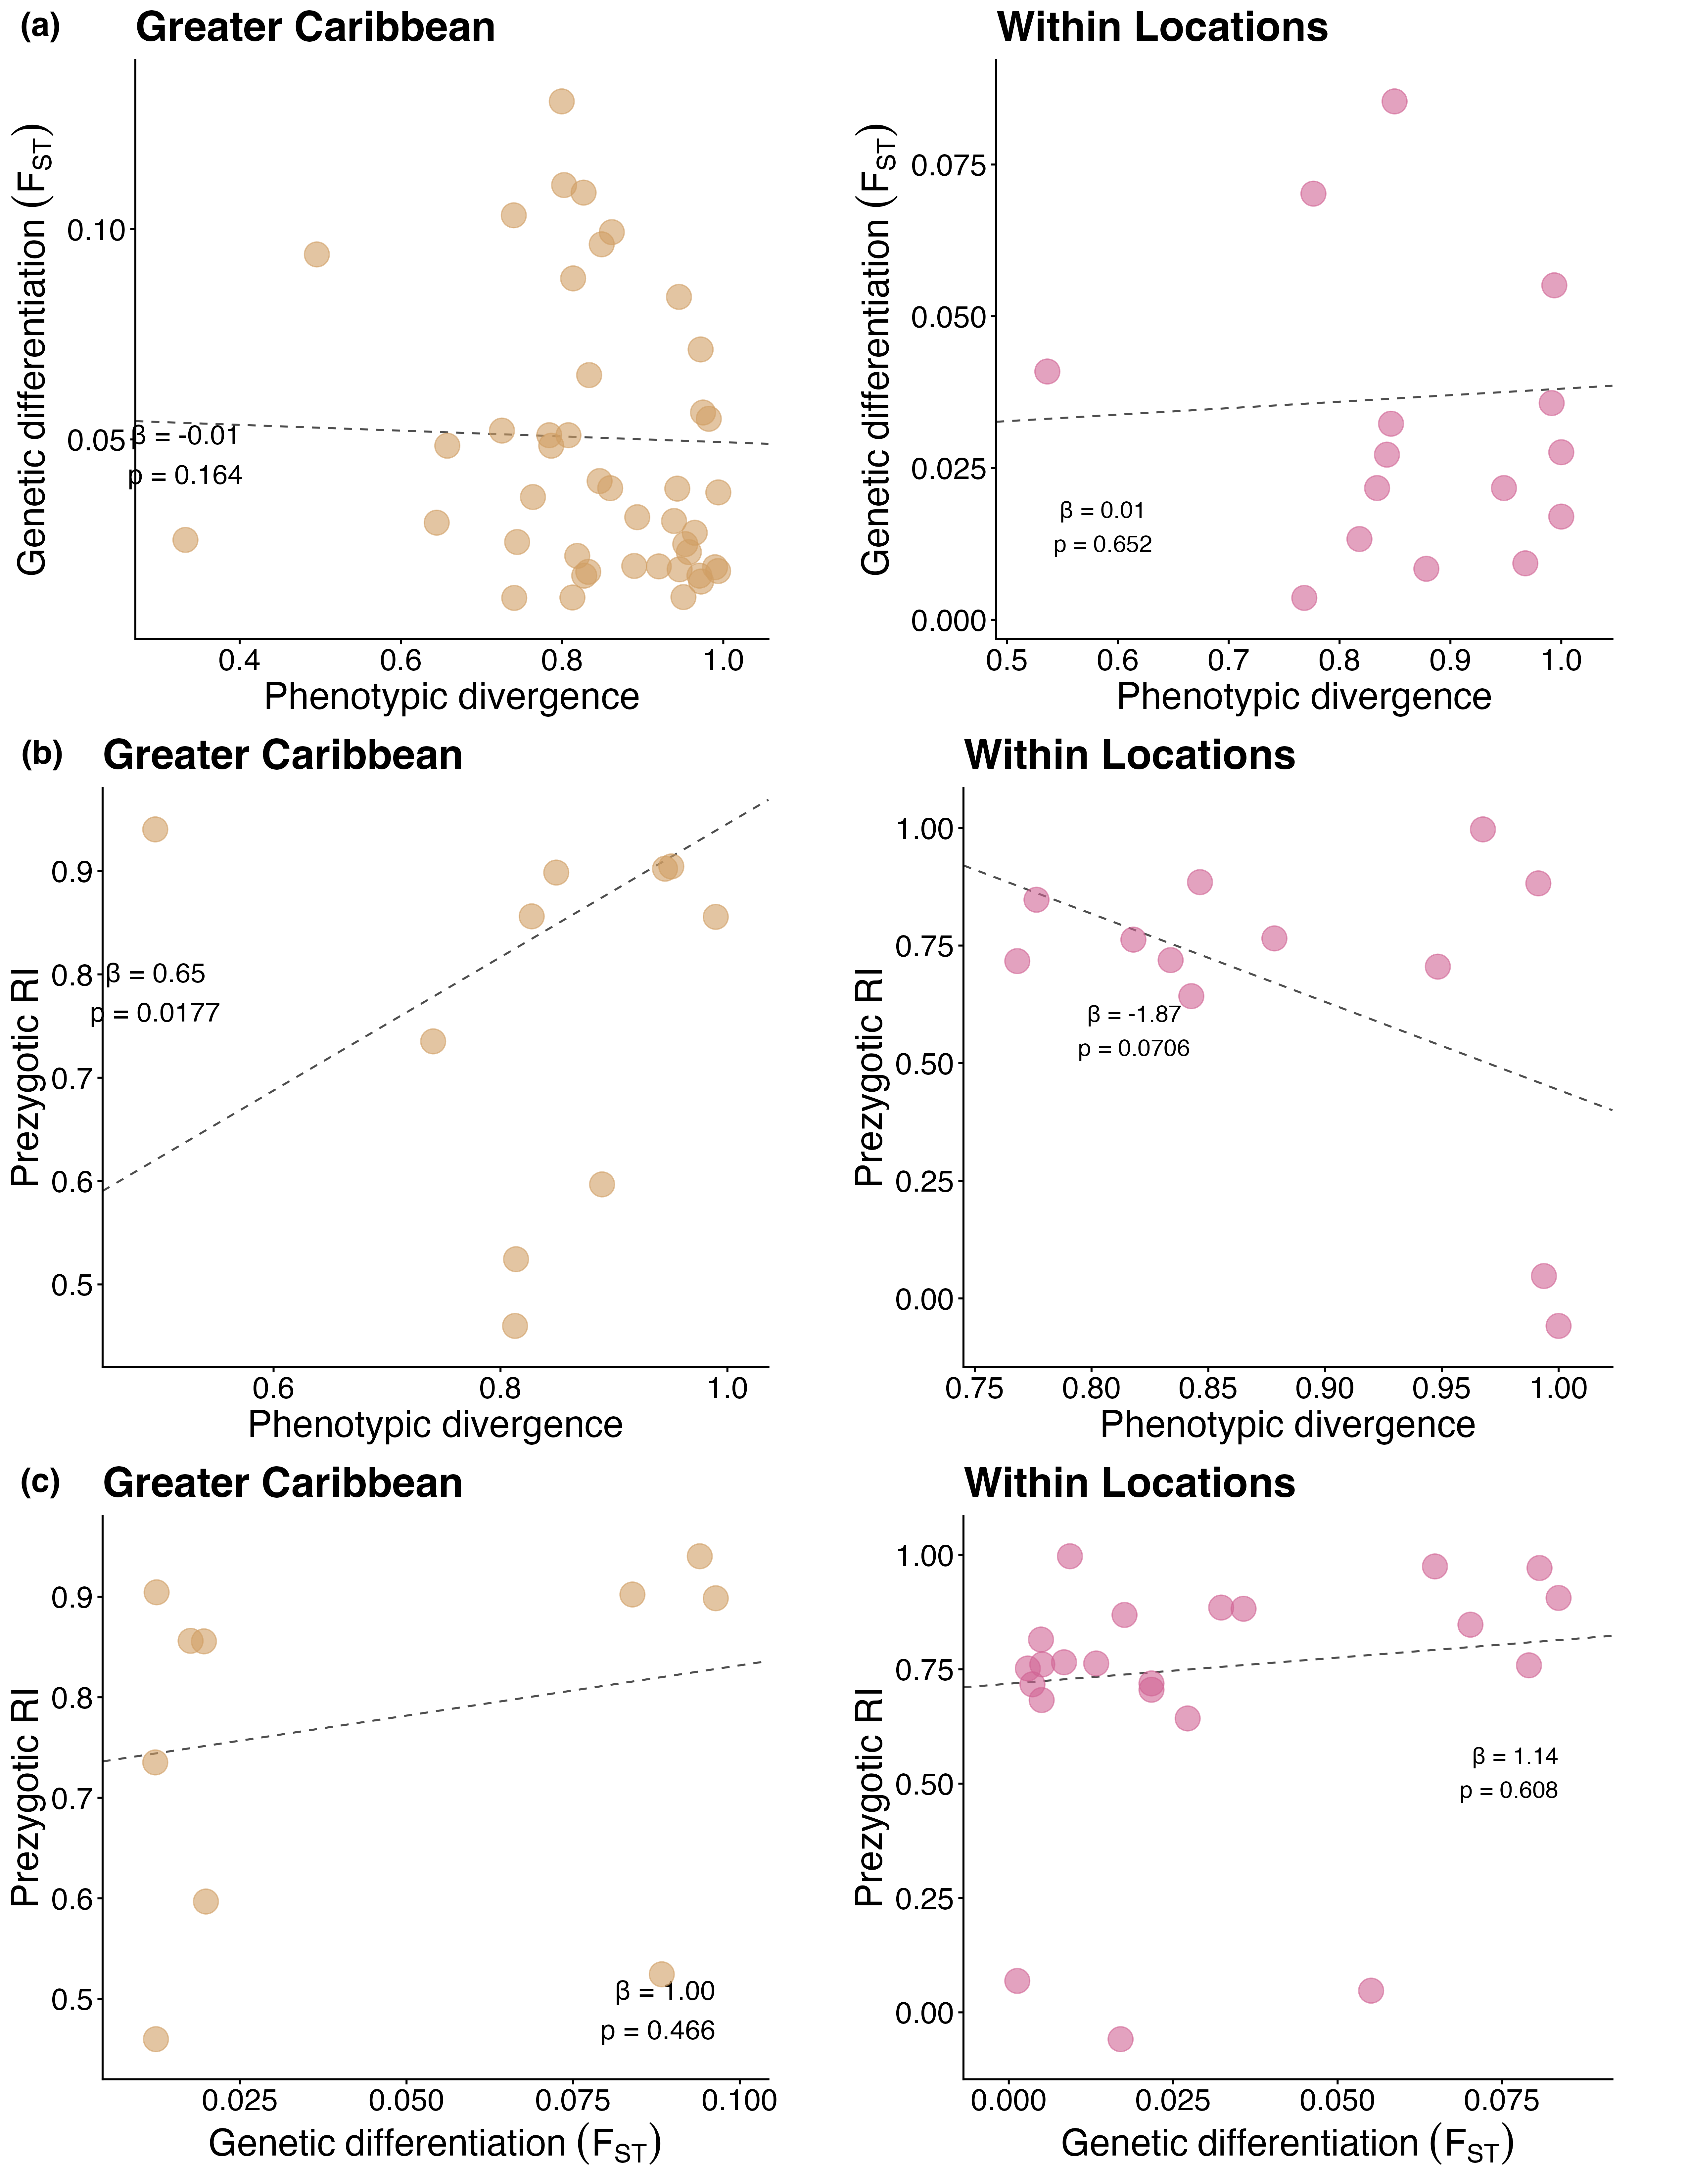 (a)
Greater Caribbean
Genetic differentiation (FST)
0.10
0.05
β = -0.01
p = 0.164
0.4 0.6 0.8 1.0
Phenotypic divergence
Within Locations
Genetic differentiation (FST)
0.075
0.050
0.025
0.000
β = 0.01
p = 0.652
0.5 0.6 0.7 0.8 0.9 1.0
Phenotypic divergence
(b)
Greater Caribbean
Prezygotic RI
0.9
0.8
0.7
0.6
0.5
β = 0.65
p = 0.0177
0.6 0.8 1.0
Phenotypic divergence
Within Locations
Prezygotic RI
1.00
0.75
0.50
0.25
0.00
β = -1.87
p = 0.0706
0.75 0.80 0.85 0.90 0.95 1.00
Phenotypic divergence
(c)
Greater Caribbean
Prezygotic RI
0.9
0.8
0.7
0.6
0.5
β = 1.00
p = 0.466
0.025 0.050 0.075 0.100
Genetic differentiation (FST)
Within Locations
Prezygotic RI
1.00
0.75
0.50
0.25
0.00
β = 1.14
p = 0.608
0.000 0.025 0.050 0.075
Genetic differentiation (FST)